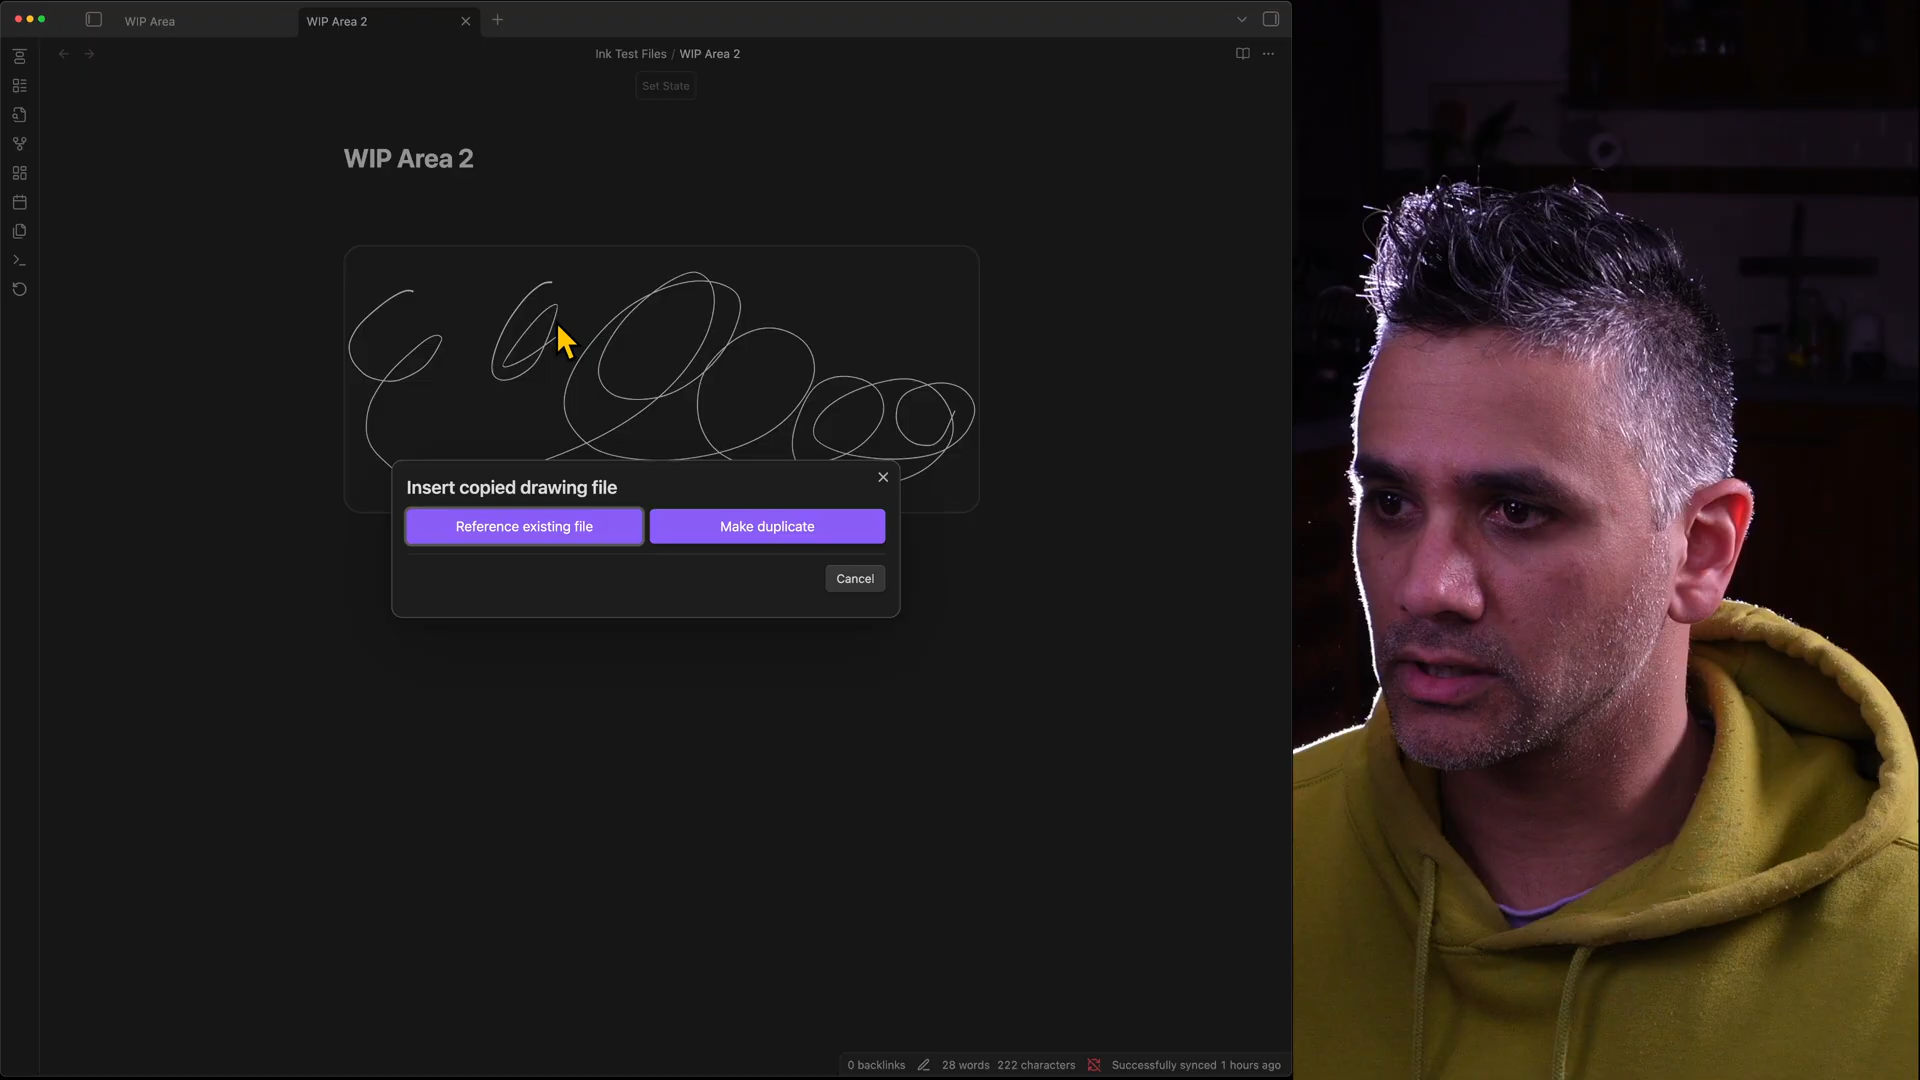 WIP Area
WIP Area 2
Ink Test Files / WIP Area 2
Set State
WIP Area 2
Insert copied drawing file
Reference existing file
Make duplicate
Cancel
0 backlinks
28 words
222 characters
Successfully synced 1 hours ago